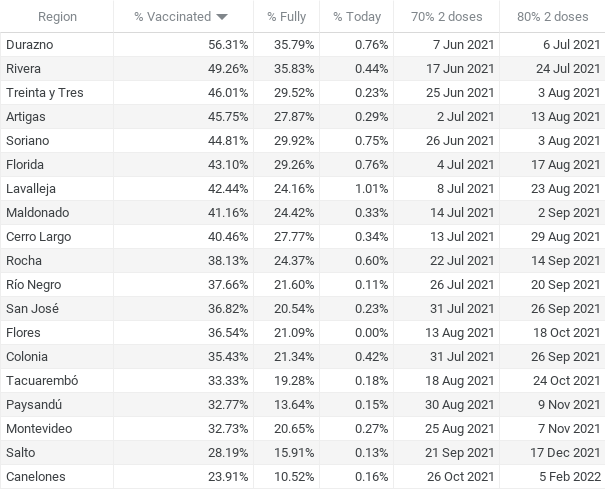 Region % Vaccinated % Fully % Today 70% 2 doses 80% 2 doses
Durazno 56.31% 35.79% 0.76% 7 Jun 2021 6 Jul 2021
Rivera 49.26% 35.83% 0.44% 17 Jun 2021 24 Jul 2021
Treinta y Tres 46.01% 29.52% 0.23% 25 Jun 2021 3 Aug 2021
Artigas 45.75% 27.87% 0.29% 2 Jul 2021 13 Aug 2021
Soriano 44.81% 29.92% 0.75% 26 Jun 2021 3 Aug 2021
Florida 43.10% 29.26% 0.76% 4 Jul 2021 17 Aug 2021
Lavalleja 42.44% 24.16% 1.01% 8 Jul 2021 23 Aug 2021
Maldonado 41.16% 24.42% 0.33% 14 Jul 2021 2 Sep 2021
Cerro Largo 40.46% 27.77% 0.34% 13 Jul 2021 29 Aug 2021
Rocha 38.13% 24.37% 0.60% 22 Jul 2021 14 Sep 2021
Río Negro 37.66% 21.60% 0.11% 26 Jul 2021 20 Sep 2021
San José 36.82% 20.54% 0.23% 31 Jul 2021 26 Sep 2021
Flores 36.54% 21.09% 0.00% 13 Aug 2021 18 Oct 2021
Colonia 35.43% 21.34% 0.42% 31 Jul 2021 26 Sep 2021
Tacuarembó 33.33% 19.28% 0.18% 18 Aug 2021 24 Oct 2021
Paysandú 32.77% 13.64% 0.15% 30 Aug 2021 9 Nov 2021
Montevideo 32.73% 20.65% 0.27% 25 Aug 2021 7 Nov 2021
Salto 28.19% 15.91% 0.13% 21 Sep 2021 17 Dec 2021
Canelones 23.91% 10.52% 0.16% 26 Oct 2021 5 Feb 2022